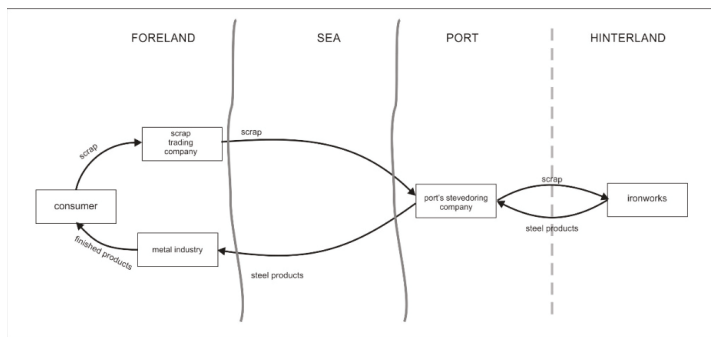 FORELAND
SEA
PORT
HINTERLAND
scrap
trading
company
scrap
scrap
consumer
port's stevedoring
company
scrap
ironworks
steel products
metal industry
finished products
steel products